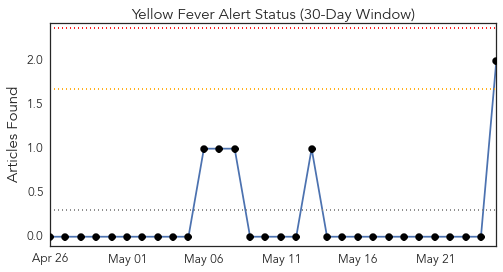 Yellow Fever Alert Status (30-Day Window)
Articles Found
2.0
1.5
1.0
0.5
0.0
Apr 26
May 01
May 06
May 11
May 16
May 21